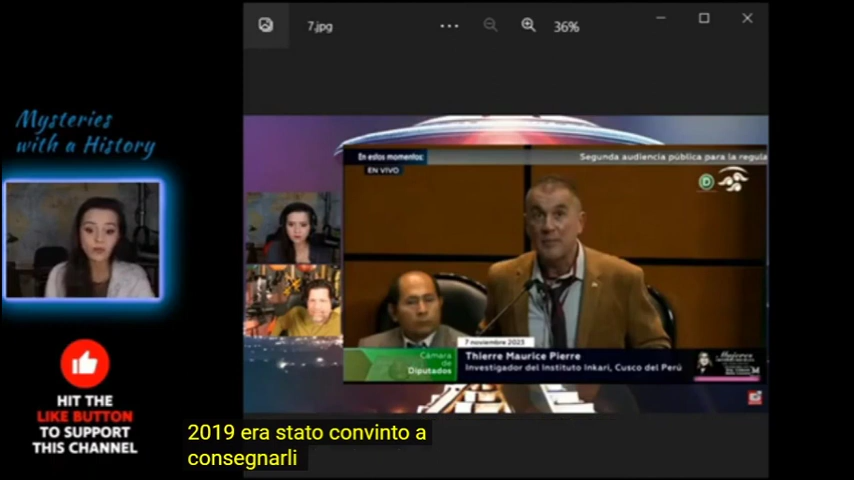 7.jpg
36%
Mysteries
with a History
En estos momentos:
Segunda audiencia pública para la regula
EN VIVO
7 noviembre 2023
Cámara
de
Diputados
Thierre Maurice Pierre
Investigador del Instituto Inkari, Cusco del Perú
HIT THE
LIKE BUTTON
TO SUPPORT
THIS CHANNEL
2019 era stato convinto a
consegnarli